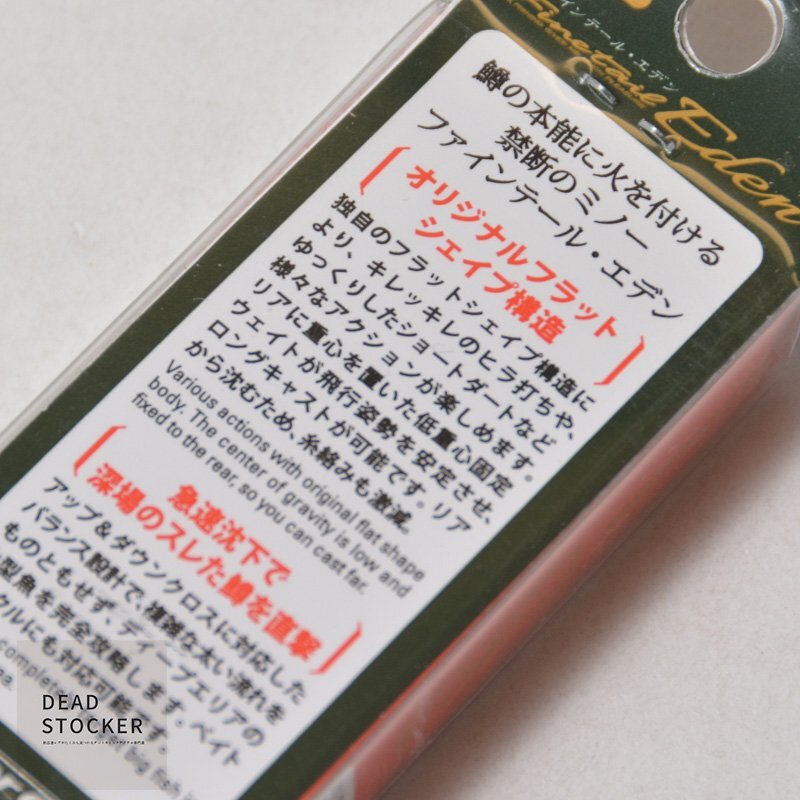 Finetail
Eden
ファインテール・エデン
鱒の本能に火を付ける
禁断のミノー
ファインテール・エデン
オリジナルフラット
シェイプ構造
独自のフラットシェイプ構造に
より、キレッキレのヒラ打ちや、
ゆっくりしたショートダートなど
様々なアクションが楽しめます。
リアに重心を置いた低重心固定
ウェイトが飛行姿勢を安定させ、
ロングキャストが可能です。リア
から沈むため、糸絡みも激減。
Various actions with original flat shape
body. The center of gravity is low and
fixed to the rear, so you can cast far.
急速沈下で
深場のスレた鱒を直撃
アップ＆ダウンクロスに対応した
バランス設計で、複雑な太い流れを
ものともせず、ディープエリアの
型魚を完全攻略します。ベイト
クルにも対応可能です。
complete
big fish
DEAD
STOCKER